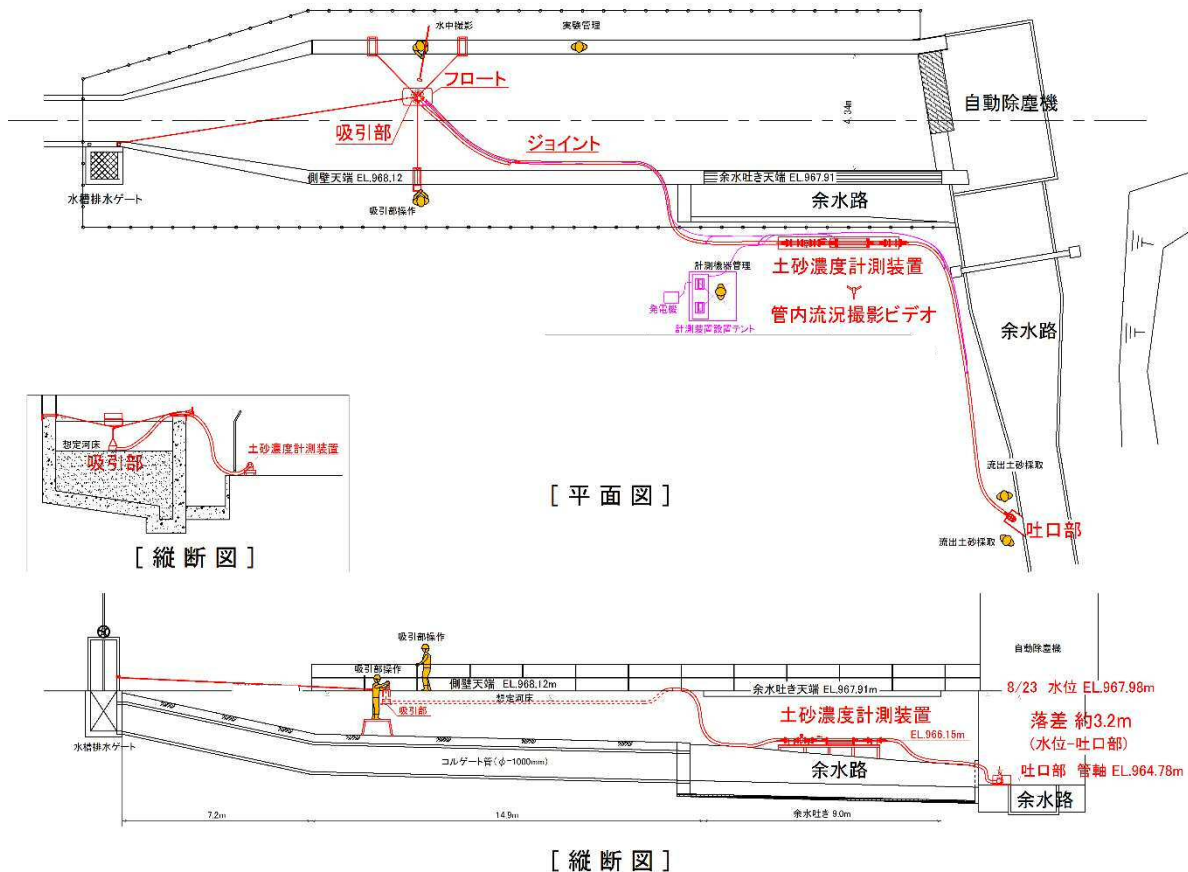 水中撮影
実験管理
フロート
吸引部
ジョイント
4.34m
自動除塵機
側壁天端 EL.968.12
余水吐き天端 EL.967.91
水槽排水ゲート
吸引部操作
余水路
計測機器管理
土砂濃度計測装置
発電機
管内流況撮影ビデオ
計測装置設置テント
余水路
想定河床
土砂濃度計測装置
吸引部
[ 縦 断 図 ]
[ 平 面 図 ]
流出土砂採取
吐口部
流出土砂採取
吸引部操作
自動除塵機
吸引部操作
側壁天端 EL.968.12m
余水吐き天端 EL.967.91m
8/23 水位 EL.967.98m
想定河床
吸引部
土砂濃度計測装置
落差 約3.2m
EL.966.15m
(水位-吐口部)
水槽排水ゲート
コルゲート管(φ-1000mm)
余水路
吐口部 管軸 EL.964.78m
余水路
7.2m
14.9m
余水吐き 9.0m
[ 縦 断 図 ]